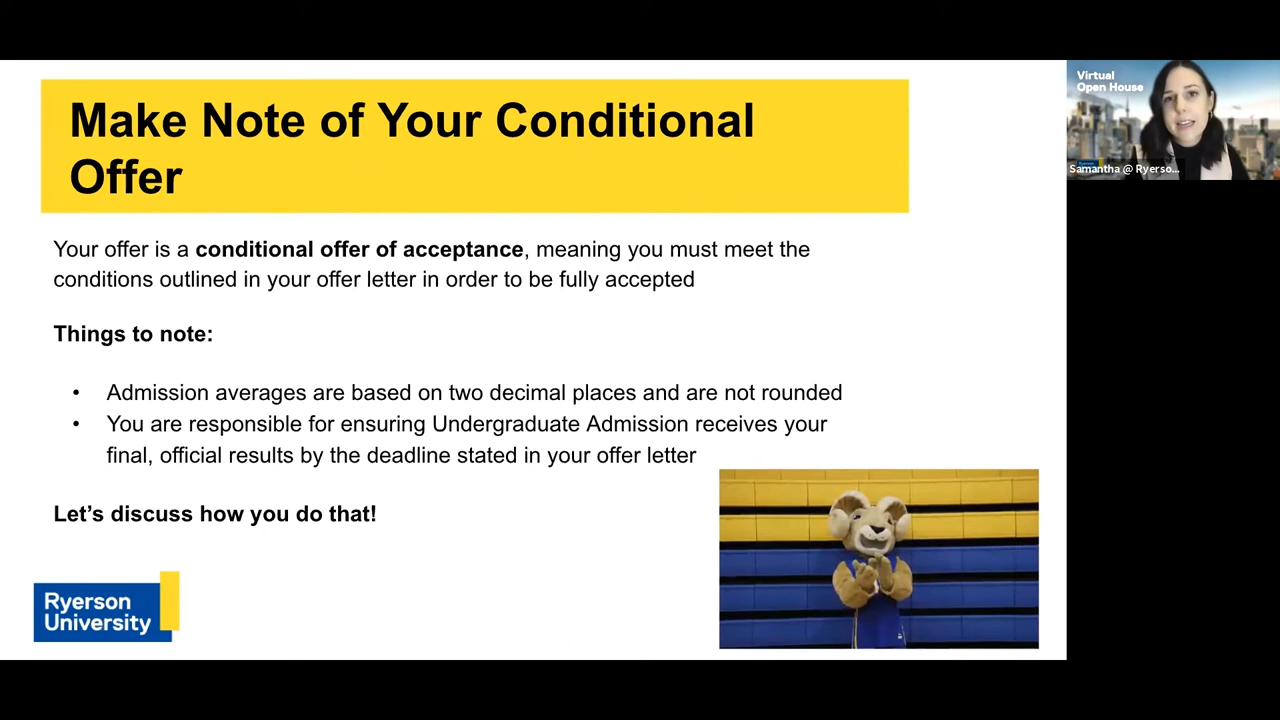 Make Note of Your Conditional
Offer
Your offer is a conditional offer of acceptance, meaning you must meet the
conditions outlined in your offer letter in order to be fully accepted
Things to note:
• Admission averages are based on two decimal places and are not rounded
• You are responsible for ensuring Undergraduate Admission receives your
final, official results by the deadline stated in your offer letter
Let's discuss how you do that!
Ryerson
University
Virtual
Open House
Ryerson
Samantha @ Ryerso...